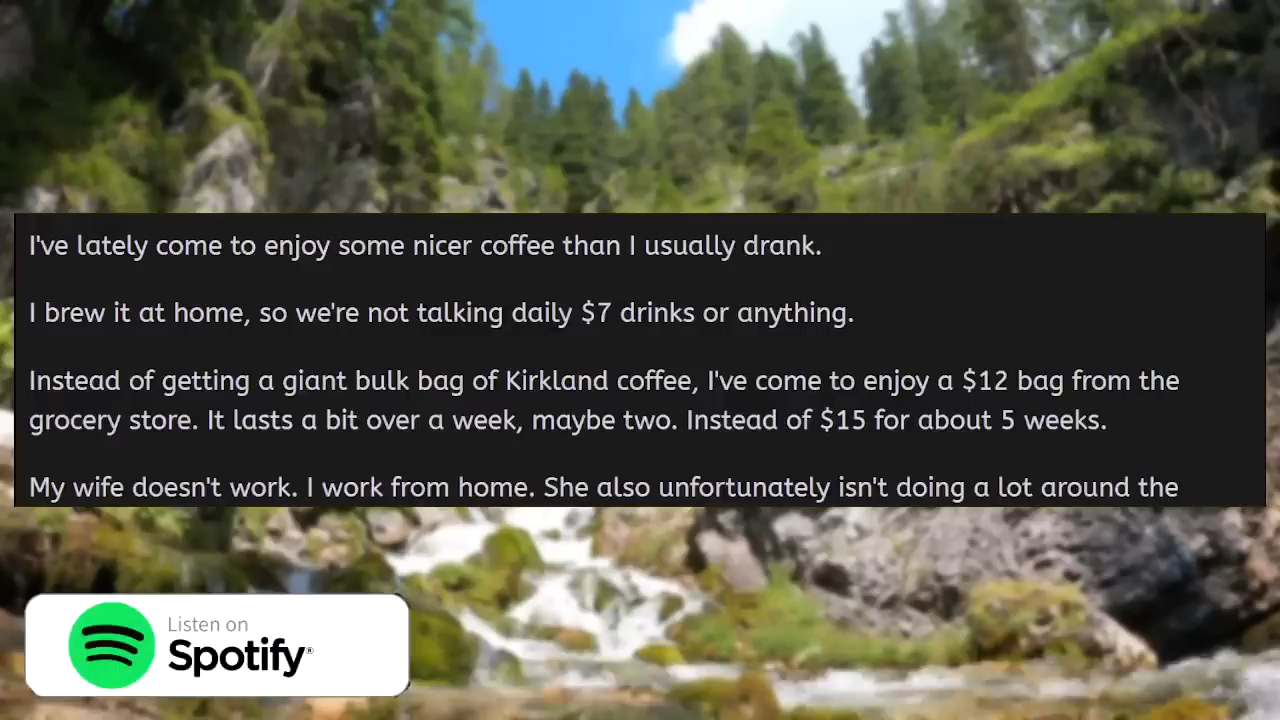 I've lately come to enjoy some nicer coffee than I usually drank.
I brew it at home, so we're not talking daily $7 drinks or anything.
Instead of getting a giant bulk bag of Kirkland coffee, I've come to enjoy a $12 bag from the
grocery store. It lasts a bit over a week, maybe two. Instead of $15 for about 5 weeks.
My wife doesn't work. I work from home. She also unfortunately isn't doing a lot around the
Listen on
Spotify®